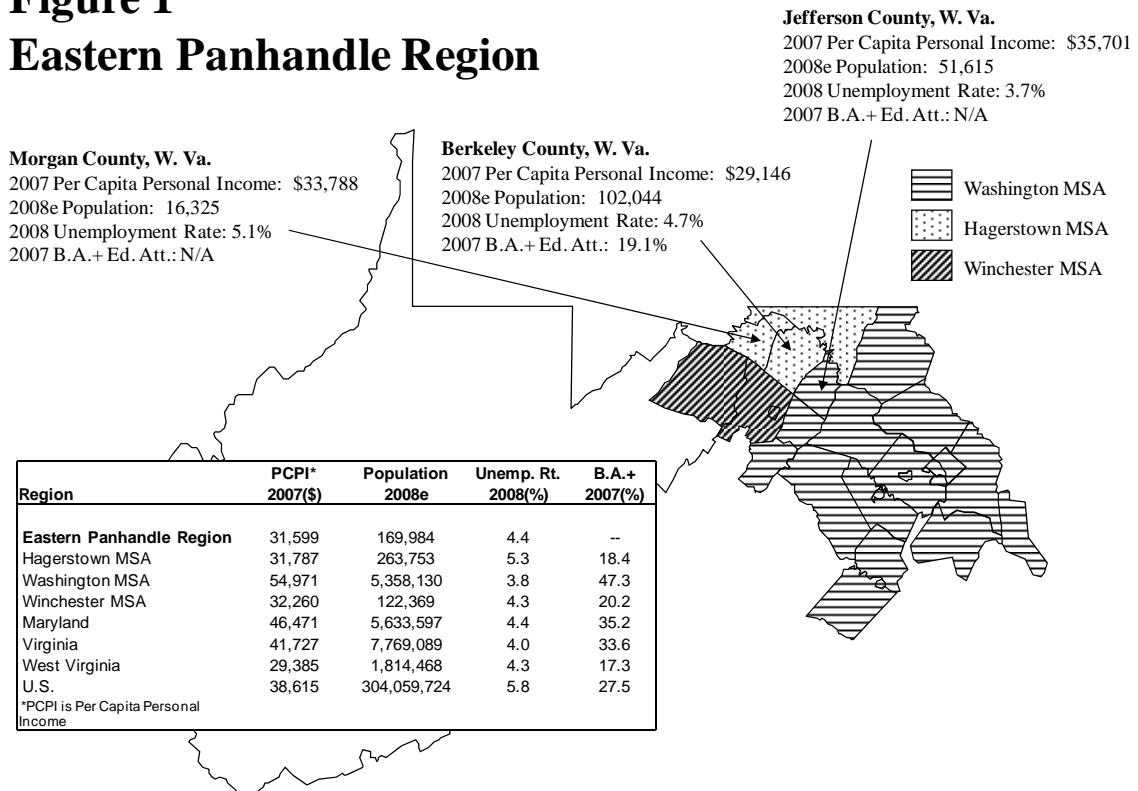 Figure 1
Eastern Panhandle Region
Jefferson County, W. Va.
2007 Per Capita Personal Income: $35,701
2008e Population: 51,615
2008 Unemployment Rate: 3.7%
2007 B.A.+ Ed. Att.: N/A
Morgan County, W. Va.
2007 Per Capita Personal Income: $33,788
2008e Population: 16,325
2008 Unemployment Rate: 5.1%
2007 B.A.+ Ed. Att.: N/A
Berkeley County, W. Va.
2007 Per Capita Personal Income: $29,146
2008e Population: 102,044
2008 Unemployment Rate: 4.7%
2007 B.A.+ Ed. Att.: 19.1%
Washington MSA
Hagerstown MSA
Winchester MSA
PCPI* Population Unemp. Rt. B.A.+
Region 2007($) 2008e 2008(%) 2007(%)
Eastern Panhandle Region 31,599 169,984 4.4 --
Hagerstown MSA 31,787 263,753 5.3 18.4
Washington MSA 54,971 5,358,130 3.8 47.3
Winchester MSA 32,260 122,369 4.3 20.2
Maryland 46,471 5,633,597 4.4 35.2
Virginia 41,727 7,769,089 4.0 33.6
West Virginia 29,385 1,814,468 4.3 17.3
U.S. 38,615 304,059,724 5.8 27.5
*PCPI is Per Capita Personal
Income